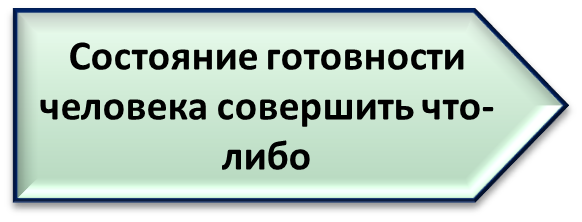 Состояние готовности
человека совершить что-
либо